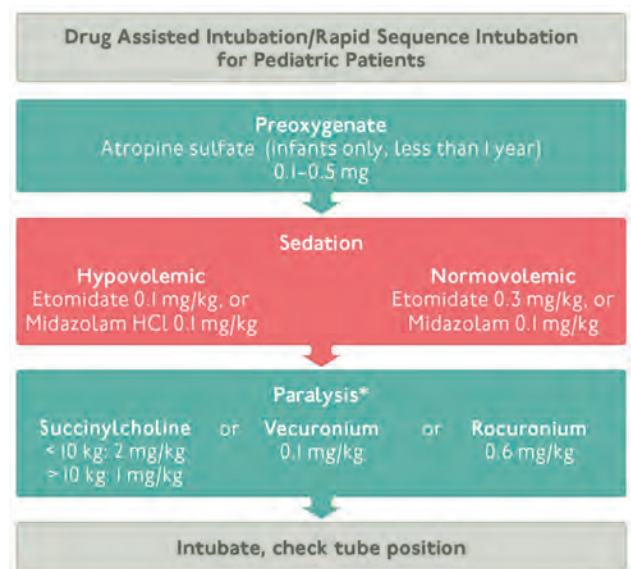 Drug Assisted Intubation/Rapid Sequence Intubation
for Pediatric Patients
Preoxygenate
Atropine sulfate (infants only, less than 1 year)
0.1–0.5 mg
Sedation
Hypovolemic
Etomidate 0.1 mg/kg, or
Midazolam HCl 0.1 mg/kg
Normovolemic
Etomidate 0.3 mg/kg, or
Midazolam 0.1 mg/kg
Paralysis*
Succinylcholine
< 10 kg: 2 mg/kg
> 10 kg: 1 mg/kg
or
Vecuronium
0.1 mg/kg
or
Rocuronium
0.6 mg/kg
Intubate, check tube position